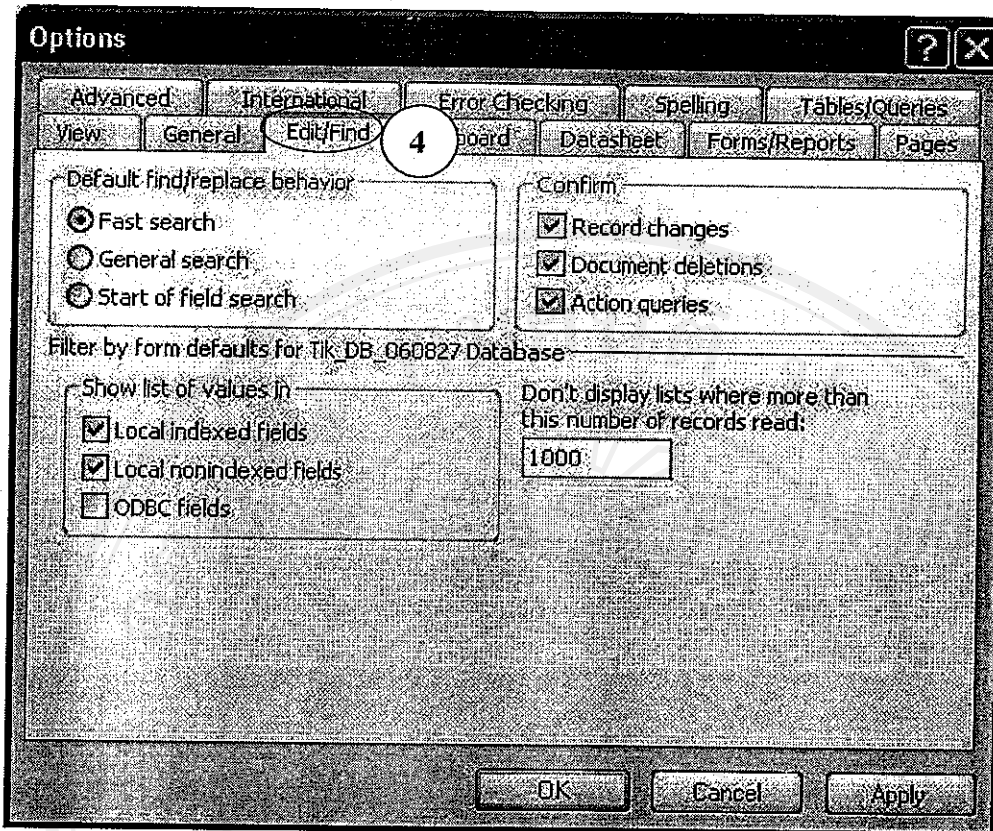 Options
Advanced International Error Checking Spelling Tables/Queries
View General Edit/Find 4 board Datasheet Forms/Reports Pages
Default find/replace behavior
Fast search
General search
Start of field search
Confirm
Record changes
Document deletions
Action queries
Filter by form defaults for Tik_DB_060827 Database
Show list of values in
Local indexed fields
Local nonindexed fields
ODBC fields
Don't display lists where more than
this number of records read:
1000
OK Cancel Apply